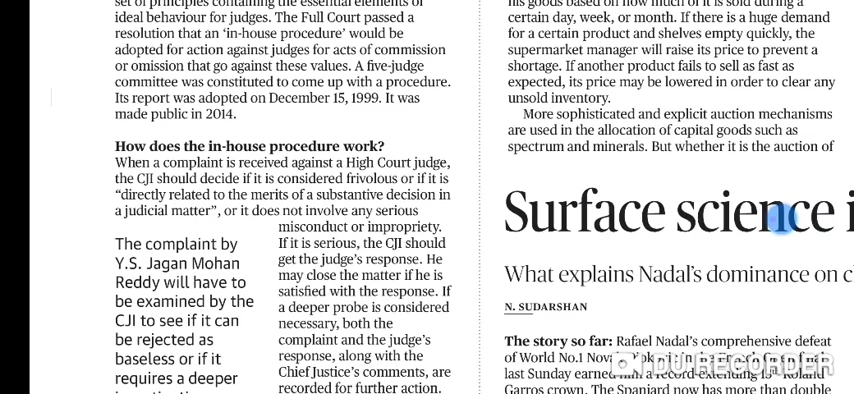 set of principles containing the essential elements of
ideal behaviour for judges. The Full Court passed a
resolution that an ‘in-house procedure’ would be
adopted for action against judges for acts of commission
or omission that go against these values. A five-judge
committee was constituted to come up with a procedure.
Its report was adopted on December 15, 1999. It was
made public in 2014.
How does the in-house procedure work?
When a complaint is received against a High Court judge,
the CJI should decide if it is considered frivolous or if it is
“directly related to the merits of a substantive decision in
a judicial matter”, or it does not involve any serious
misconduct or impropriety.
If it is serious, the CJI should
get the judge’s response. He
may close the matter if he is
satisfied with the response. If
a deeper probe is considered
necessary, both the
complaint and the judge’s
response, along with the
Chief Justice’s comments, are
recorded for further action.
The complaint by
Y.S. Jagan Mohan
Reddy will have to
be examined by the
CJI to see if it can
be rejected as
baseless or if it
requires a deeper
his goods based on how much of it is sold during a
certain day, week, or month. If there is a huge demand
for a certain product and shelves empty quickly, the
supermarket manager will raise its price to prevent a
shortage. If another product fails to sell as fast as
expected, its price may be lowered in order to clear any
unsold inventory.
More sophisticated and explicit auction mechanisms
are used in the allocation of capital goods such as
spectrum and minerals. But whether it is the auction of
Surface science i
What explains Nadal’s dominance on c
N. SUDARSHAN
The story so far: Rafael Nadal’s comprehensive defeat
of World No.1
last Sunday earned him a record-extending 13th Roland
Garros crown. The Spaniard now has more than double
DU RECORDER